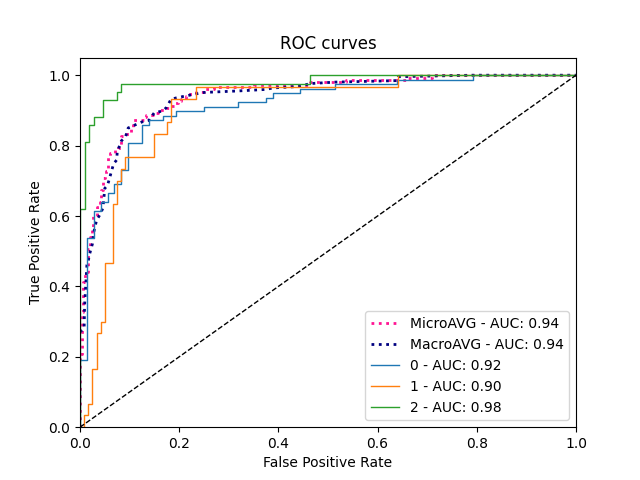 ROC curves
1.0
0.8
0.6
0.4
0.2
0.0
True Positive Rate
MicroAVG - AUC: 0.94
MacroAVG - AUC: 0.94
0 - AUC: 0.92
1 - AUC: 0.90
2 - AUC: 0.98
0.0 0.2 0.4 0.6 0.8 1.0
False Positive Rate